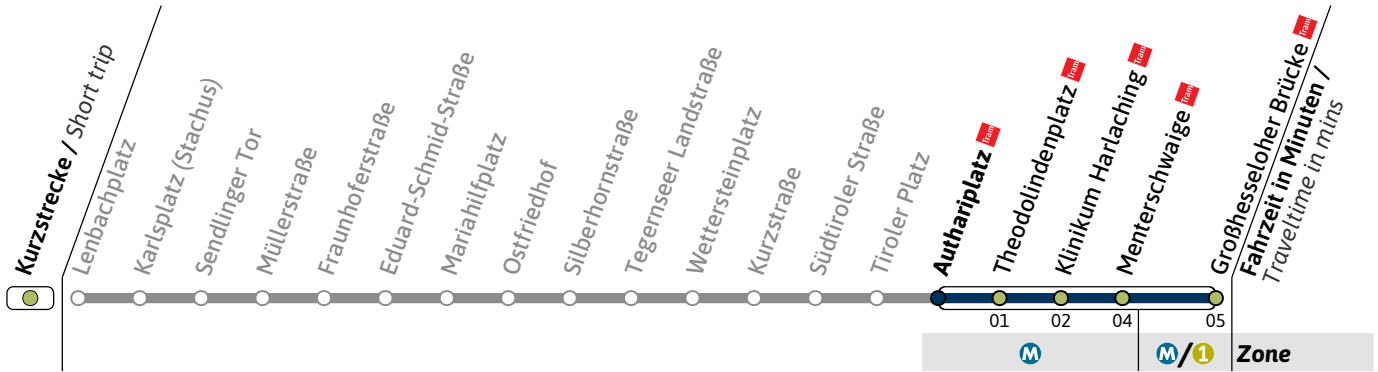 Kurzstrecke / Short trip
Lenbachplatz
Karlsplatz (Stachus)
Sendlinger Tor
Müllerstraße
Fraunhoferstraße
Eduard-Schmid-Straße
Mariahilfplatz
Ostfriedhof
Silberhornstraße
Tegernseer Landstraße
Wettersteinplatz
Kurzstraße
Südtiroler Straße
Tiroler Platz
Authariplatz Tram
Theodolindenplatz Tram
Klinikum Harlaching Tram
Menterschwaige Tram
Großhesseloher Brücke Tram
Fahrzeit in Minuten /
Traveltime in mins
01 02 04 05
M M/1 Zone